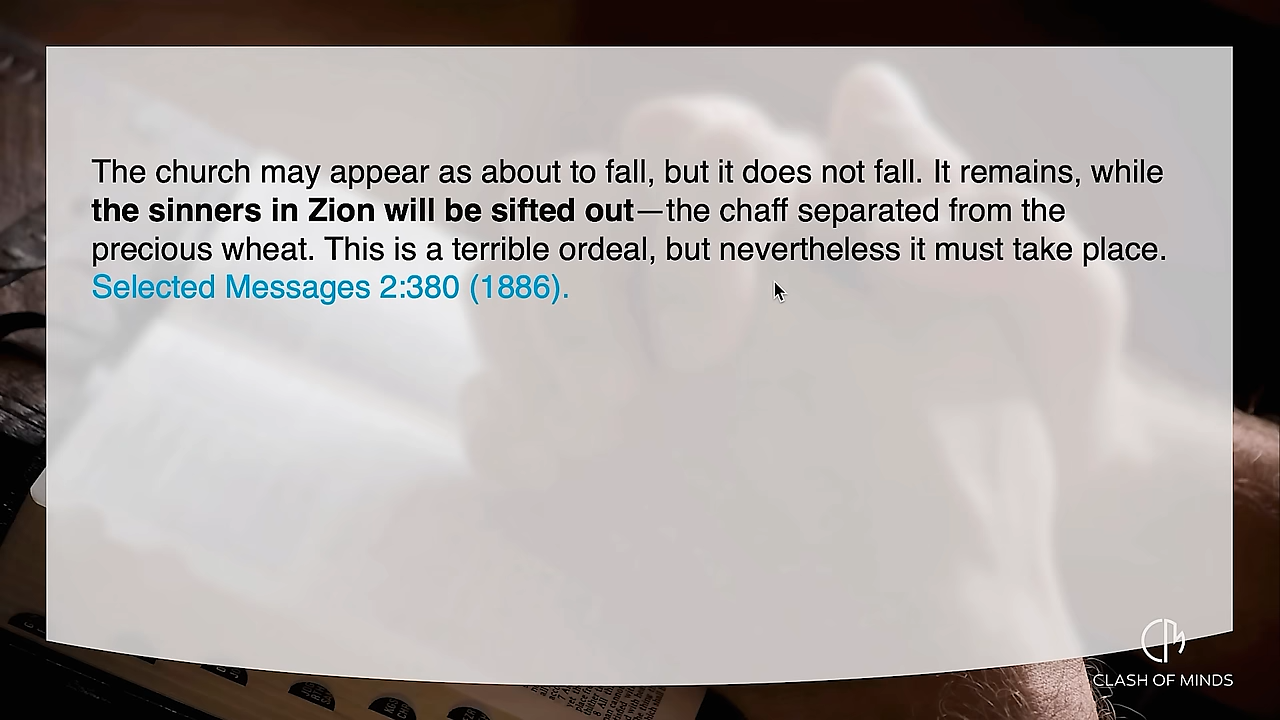 The church may appear as about to fall, but it does not fall. It remains, while
the sinners in Zion will be sifted out—the chaff separated from the
precious wheat. This is a terrible ordeal, but nevertheless it must take place.
Selected Messages 2:380 (1886).
CLASH OF MINDS